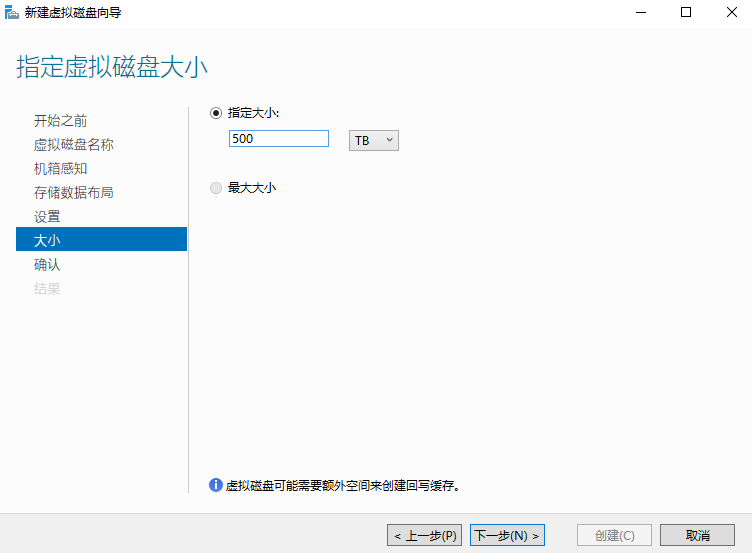 新建虚拟磁盘向导
指定虚拟磁盘大小
开始之前
虚拟磁盘名称
机箱感知
存储数据布局
设置
大小
确认
结果
指定大小:
500
TB
最大大小
虚拟磁盘可能需要额外空间来创建回写缓存。
< 上一步(P)
下一步(N) >
创建(C)
取消